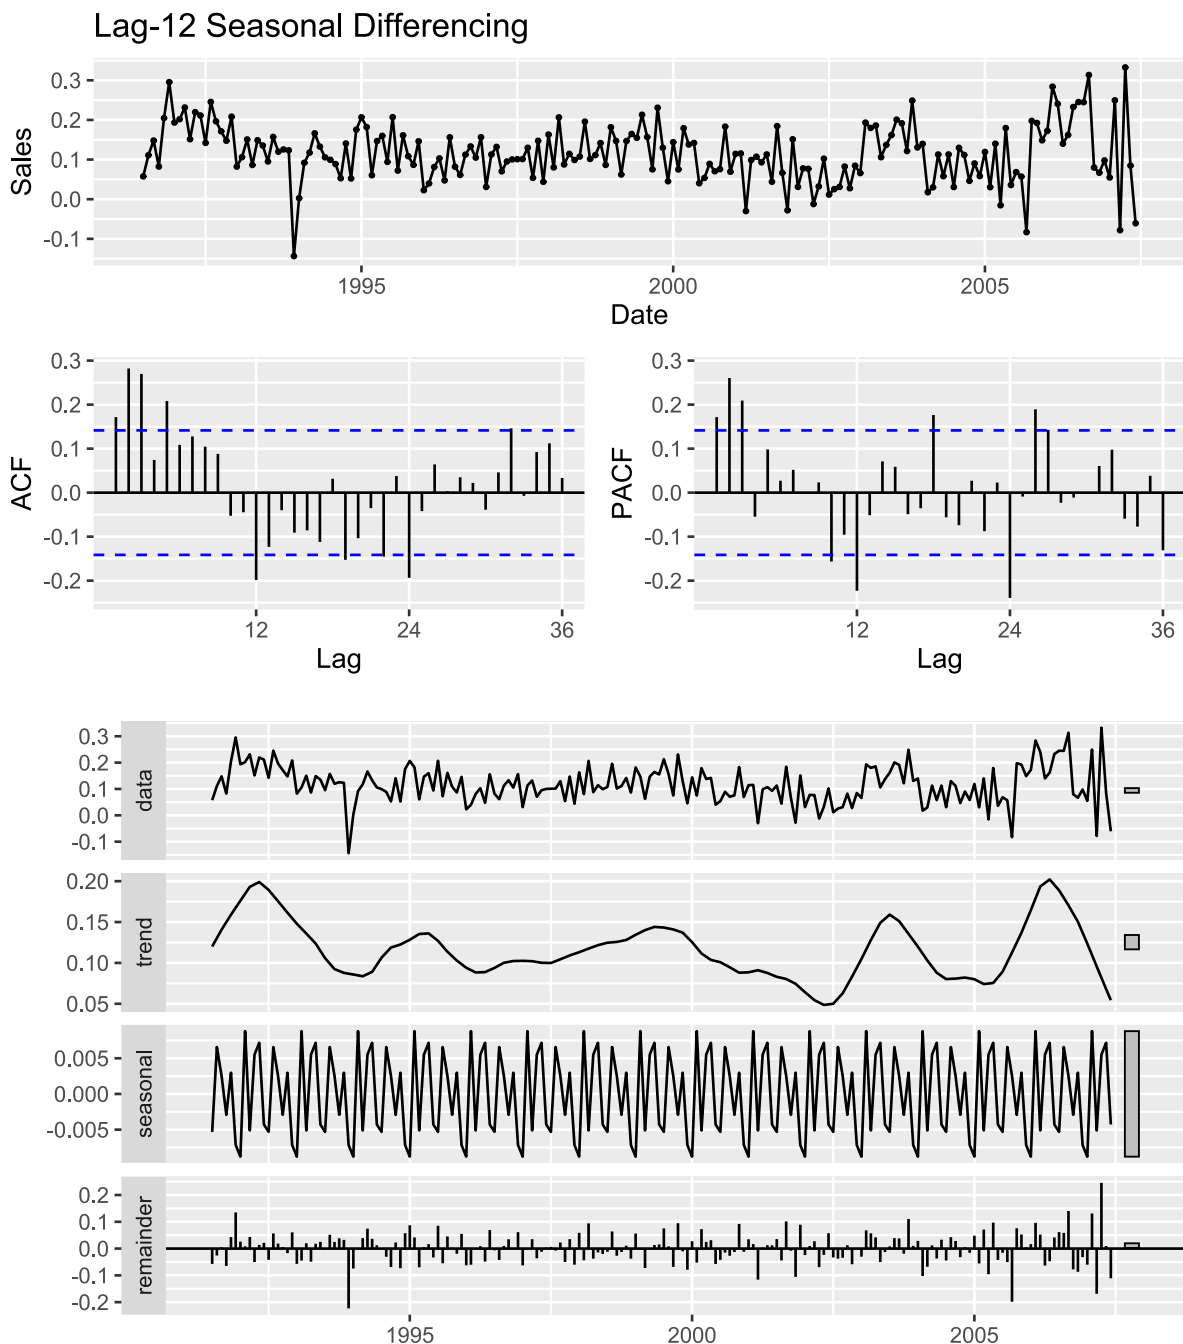 Lag-12 Seasonal Differencing
Sales
0.3
0.2
0.1
0.0
-0.1
1995 2000 2005
Date
ACF
0.3
0.2
0.1
0.0
-0.1
-0.2
12 24 36
Lag
PACF
0.3
0.2
0.1
0.0
-0.1
-0.2
12 24 36
Lag
data
0.3
0.2
0.1
0.0
-0.1
trend
0.20
0.15
0.10
0.05
seasonal
0.005
0.000
-0.005
remainder
0.2
0.1
0.0
-0.1
-0.2
1995 2000 2005